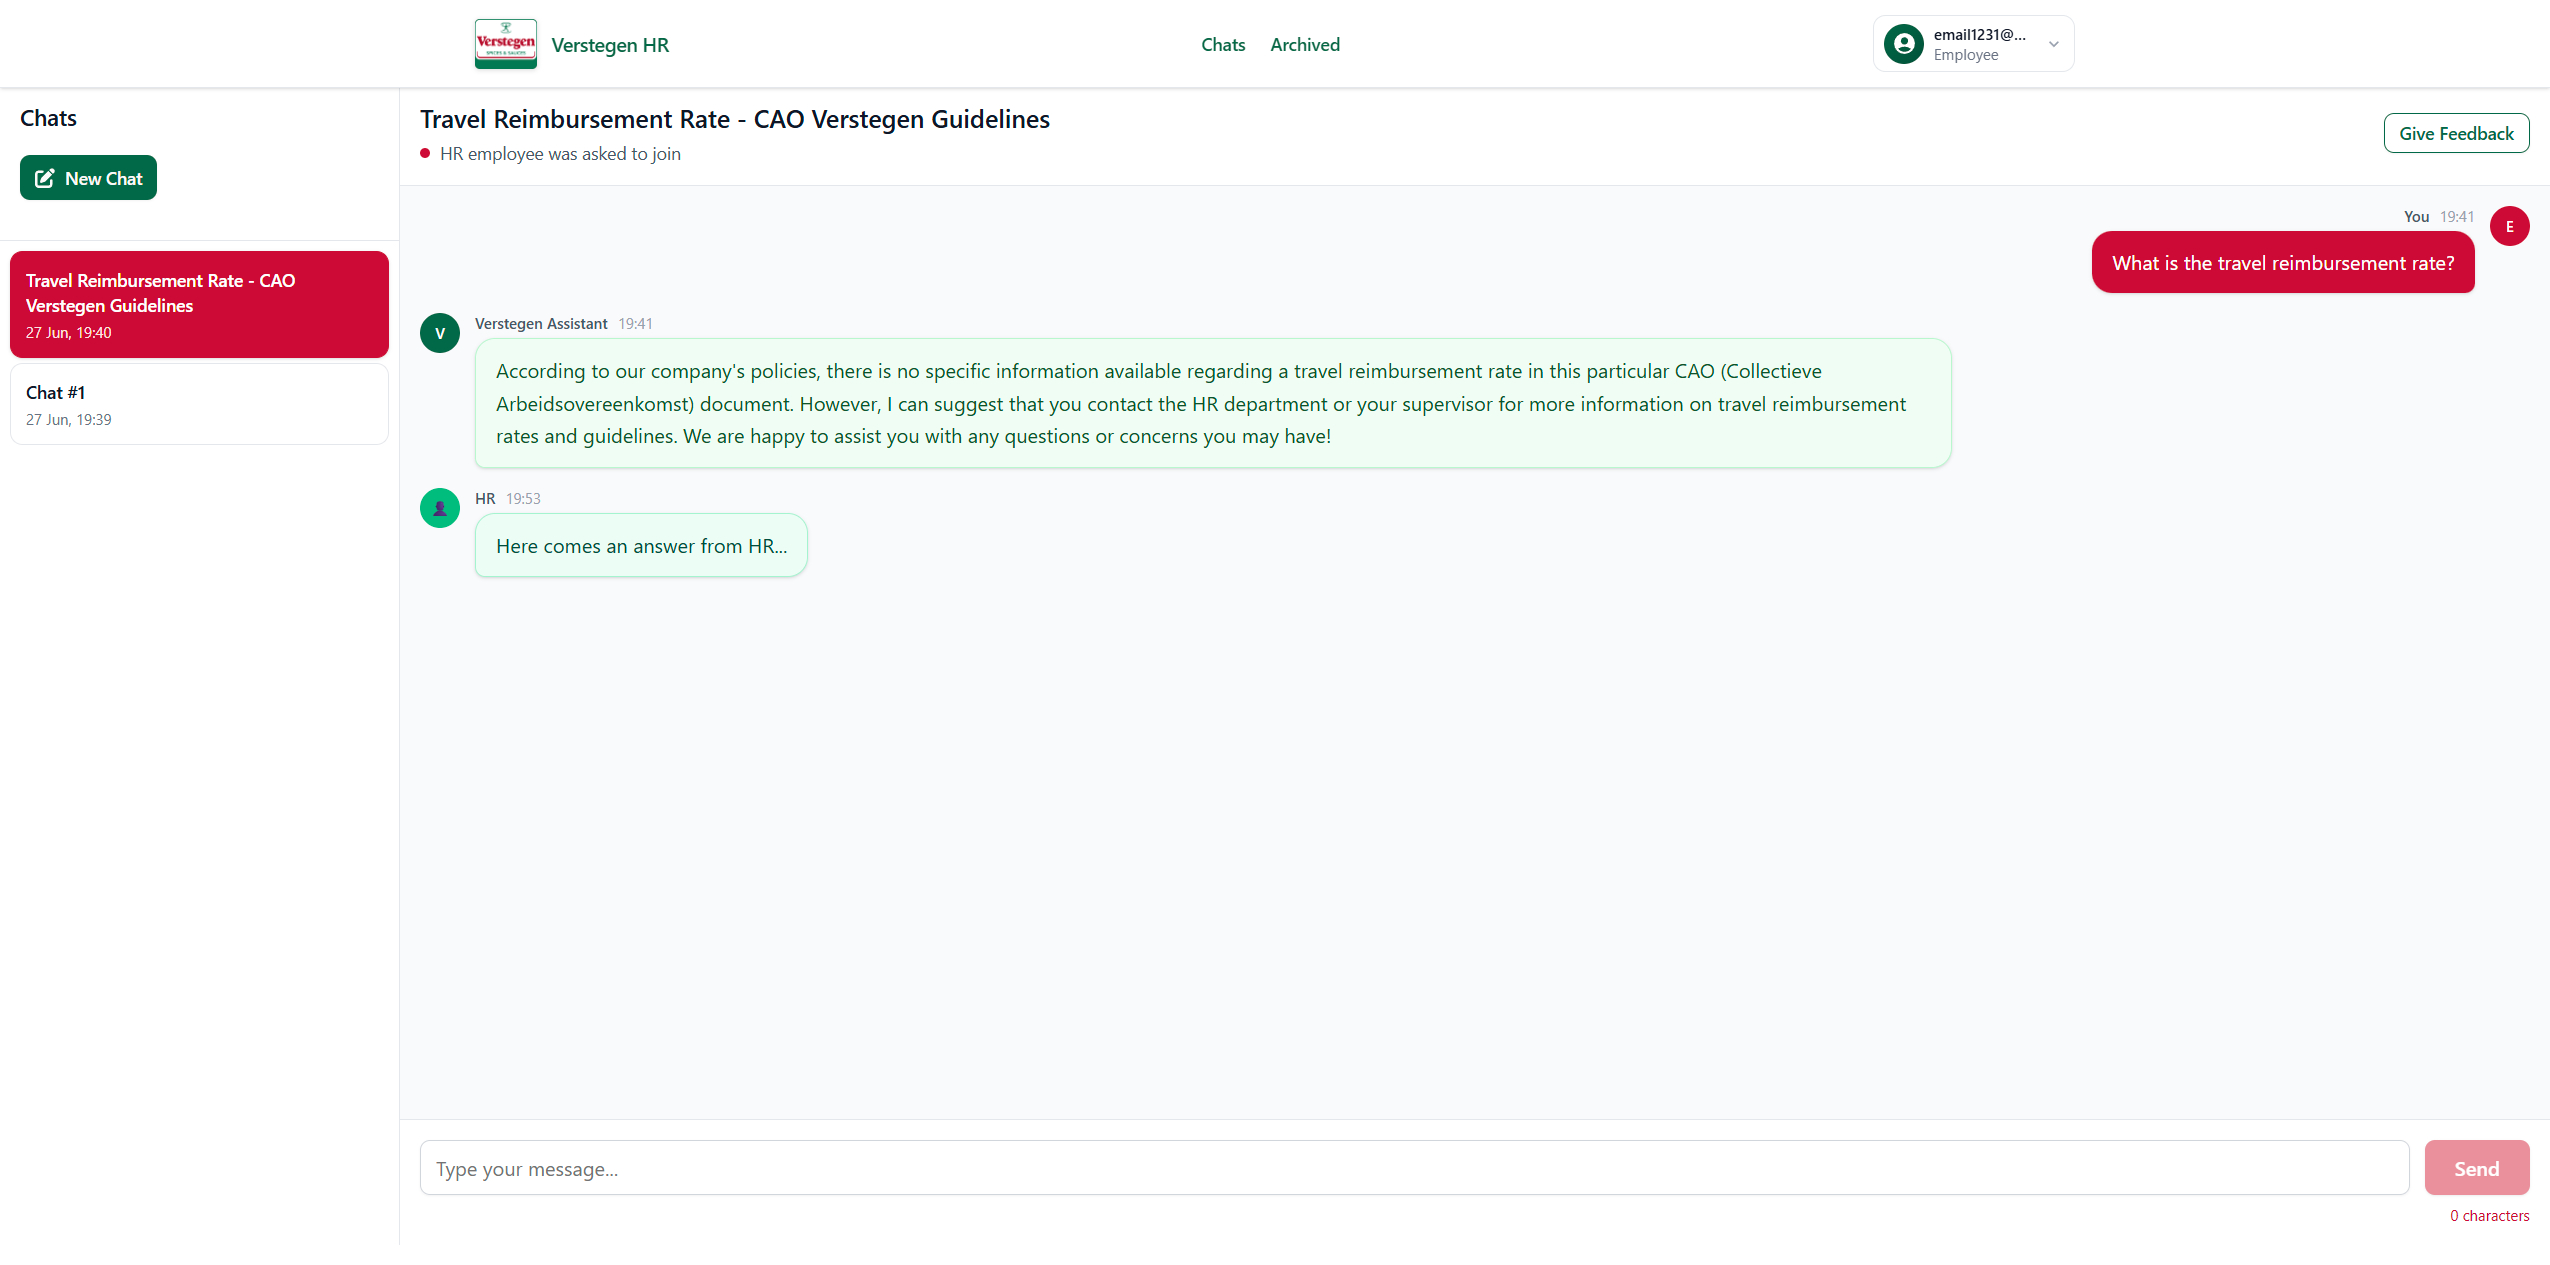 Verstegen
SPICES & SAUCES
Verstegen HR
Chats
Archived
email1231@...
Employee
Chats
New Chat
Travel Reimbursement Rate - CAO
Verstegen Guidelines
27 Jun, 19:40
Chat #1
27 Jun, 19:39
Travel Reimbursement Rate - CAO Verstegen Guidelines
HR employee was asked to join
Give Feedback
You 19:41
E
What is the travel reimbursement rate?
V
Verstegen Assistant 19:41
According to our company's policies, there is no specific information available regarding a travel reimbursement rate in this particular CAO (Collectieve
Arbeidsovereenkomst) document. However, I can suggest that you contact the HR department or your supervisor for more information on travel reimbursement
rates and guidelines. We are happy to assist you with any questions or concerns you may have!
HR 19:53
Here comes an answer from HR...
Type your message...
Send
0 characters